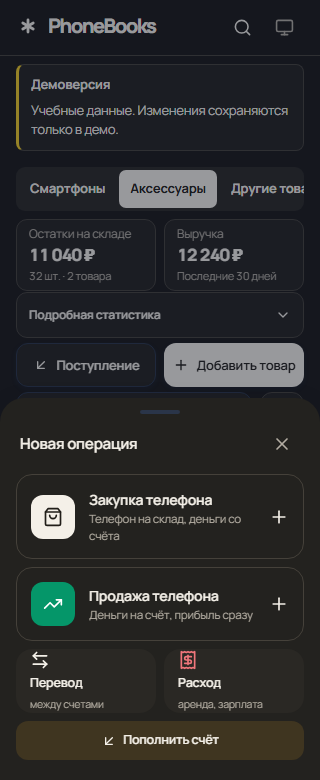 PhoneBooks
Демоверсия
Учебные данные. Изменения сохраняются
только в демо.
Смартфоны
Аксессуары
Другие това
Остатки на складе
11 040 ₽
32 шт. · 2 товара
Выручка
12 240 ₽
Последние 30 дней
Подробная статистика
Поступление
Добавить товар
Новая операция
Закупка телефона
Телефон на склад, деньги со
счёта
Продажа телефона
Деньги на счёт, прибыль сразу
Перевод
между счетами
Расход
аренда, зарплата
Пополнить счёт